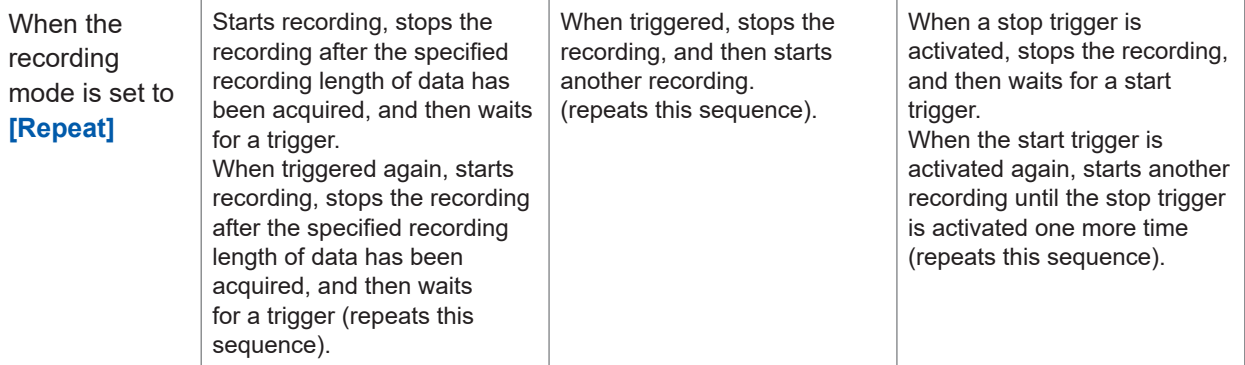 When the
recording
mode is set to
[Repeat]
Starts recording, stops the
recording after the specified
recording length of data has
been acquired, and then waits
for a trigger.
When triggered again, starts
recording, stops the recording
after the specified recording
length of data has been
acquired, and then waits
for a trigger (repeats this
sequence).
When triggered, stops the
recording, and then starts
another recording.
(repeats this sequence).
When a stop trigger is
activated, stops the recording,
and then waits for a start
trigger.
When the start trigger is
activated again, starts another
recording until the stop trigger
is activated one more time
(repeats this sequence).